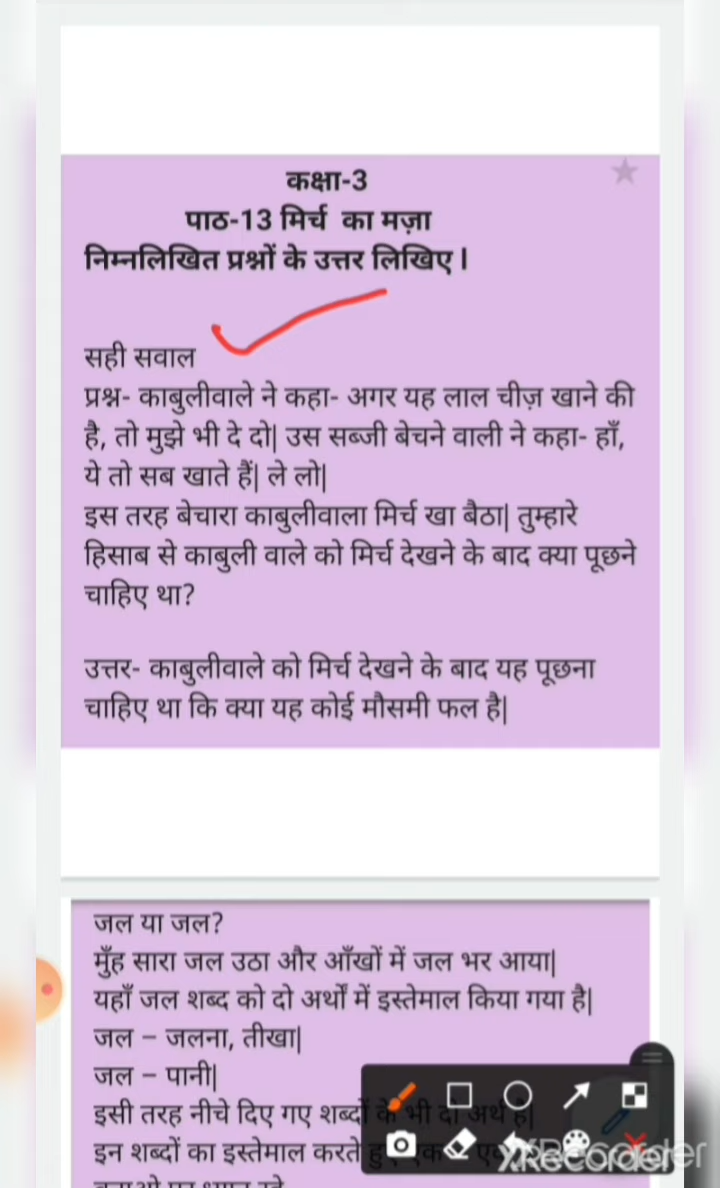 कक्षा-3
पाठ-13 मिर्च का मज़ा
निम्नलिखित प्रश्नों के उत्तर लिखिए।
सही सवाल
प्रश्न- काबुलीवाले ने कहा- अगर यह लाल चीज़ खाने की
है, तो मुझे भी दे दो| उस सब्जी बेचने वाली ने कहा- हाँ,
ये तो सब खाते हैं| ले लो|
इस तरह बेचारा काबुलीवाला मिर्च खा बैठा| तुम्हारे
हिसाब से काबुली वाले को मिर्च देखने के बाद क्या पूछने
चाहिए था?
उत्तर- काबुलीवाले को मिर्च देखने के बाद यह पूछना
चाहिए था कि क्या यह कोई मौसमी फल है|
जल या जल?
मुँह सारा जल उठा और आँखों में जल भर आया|
यहाँ जल शब्द को दो अर्थों में इस्तेमाल किया गया है|
जल – जलना, तीखा|
जल – पानी|
इसी तरह नीचे दिए गए शब्दों के भी दो अर्थ है|
इन शब्दों का इस्तेमाल करते हुए
XRecorder